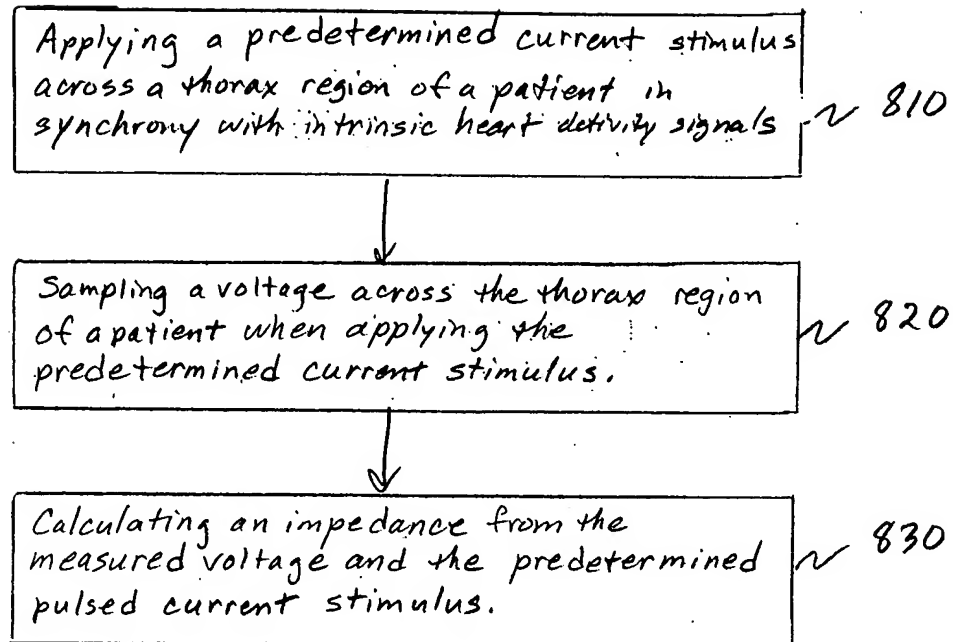 Applying a predetermined current stimulus
across a thorax region of a patient in
synchrony with intrinsic heart activity signals
810
Sampling a voltage across the thorax region
of a patient when applying the
predetermined current stimulus.
820
Calculating an impedance from the
measured voltage and the predetermined
pulsed current stimulus.
830